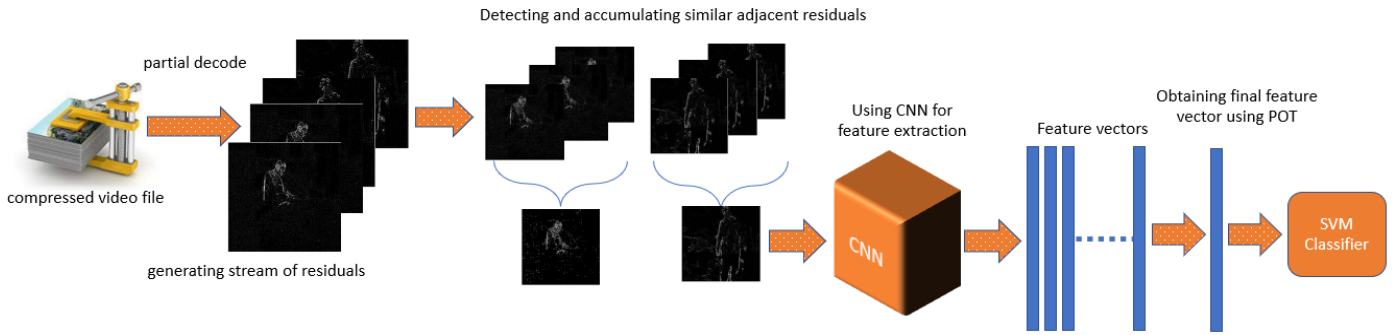 Detecting and accumulating similar adjacent residuals
partial decode
compressed video file
generating stream of residuals
Using CNN for
feature extraction
CNN
Feature vectors
Obtaining final feature
vector using POT
SVM
Classifier